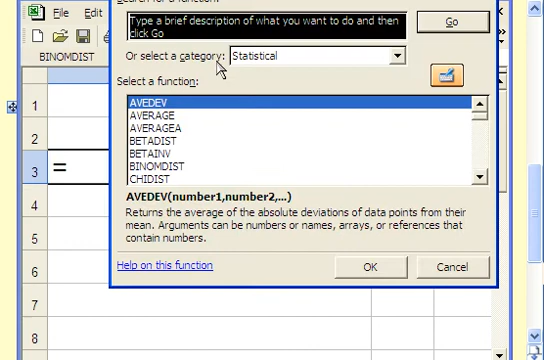 File
Edit
Type a brief description of what you want to do and then
click Go
Go
Or select a category:
Statistical
BINOMDIST
Select a function:
AVEDEV
AVERAGE
AVERAGEA
BETADIST
BETAINV
BINOMDIST
CHIDIST
AVEDEV(number1,number2,...)
Returns the average of the absolute deviations of data points from their
mean. Arguments can be numbers or names, arrays, or references that
contain numbers.
Help on this function
OK
Cancel
1
2
3
=
4
5
6
7
8